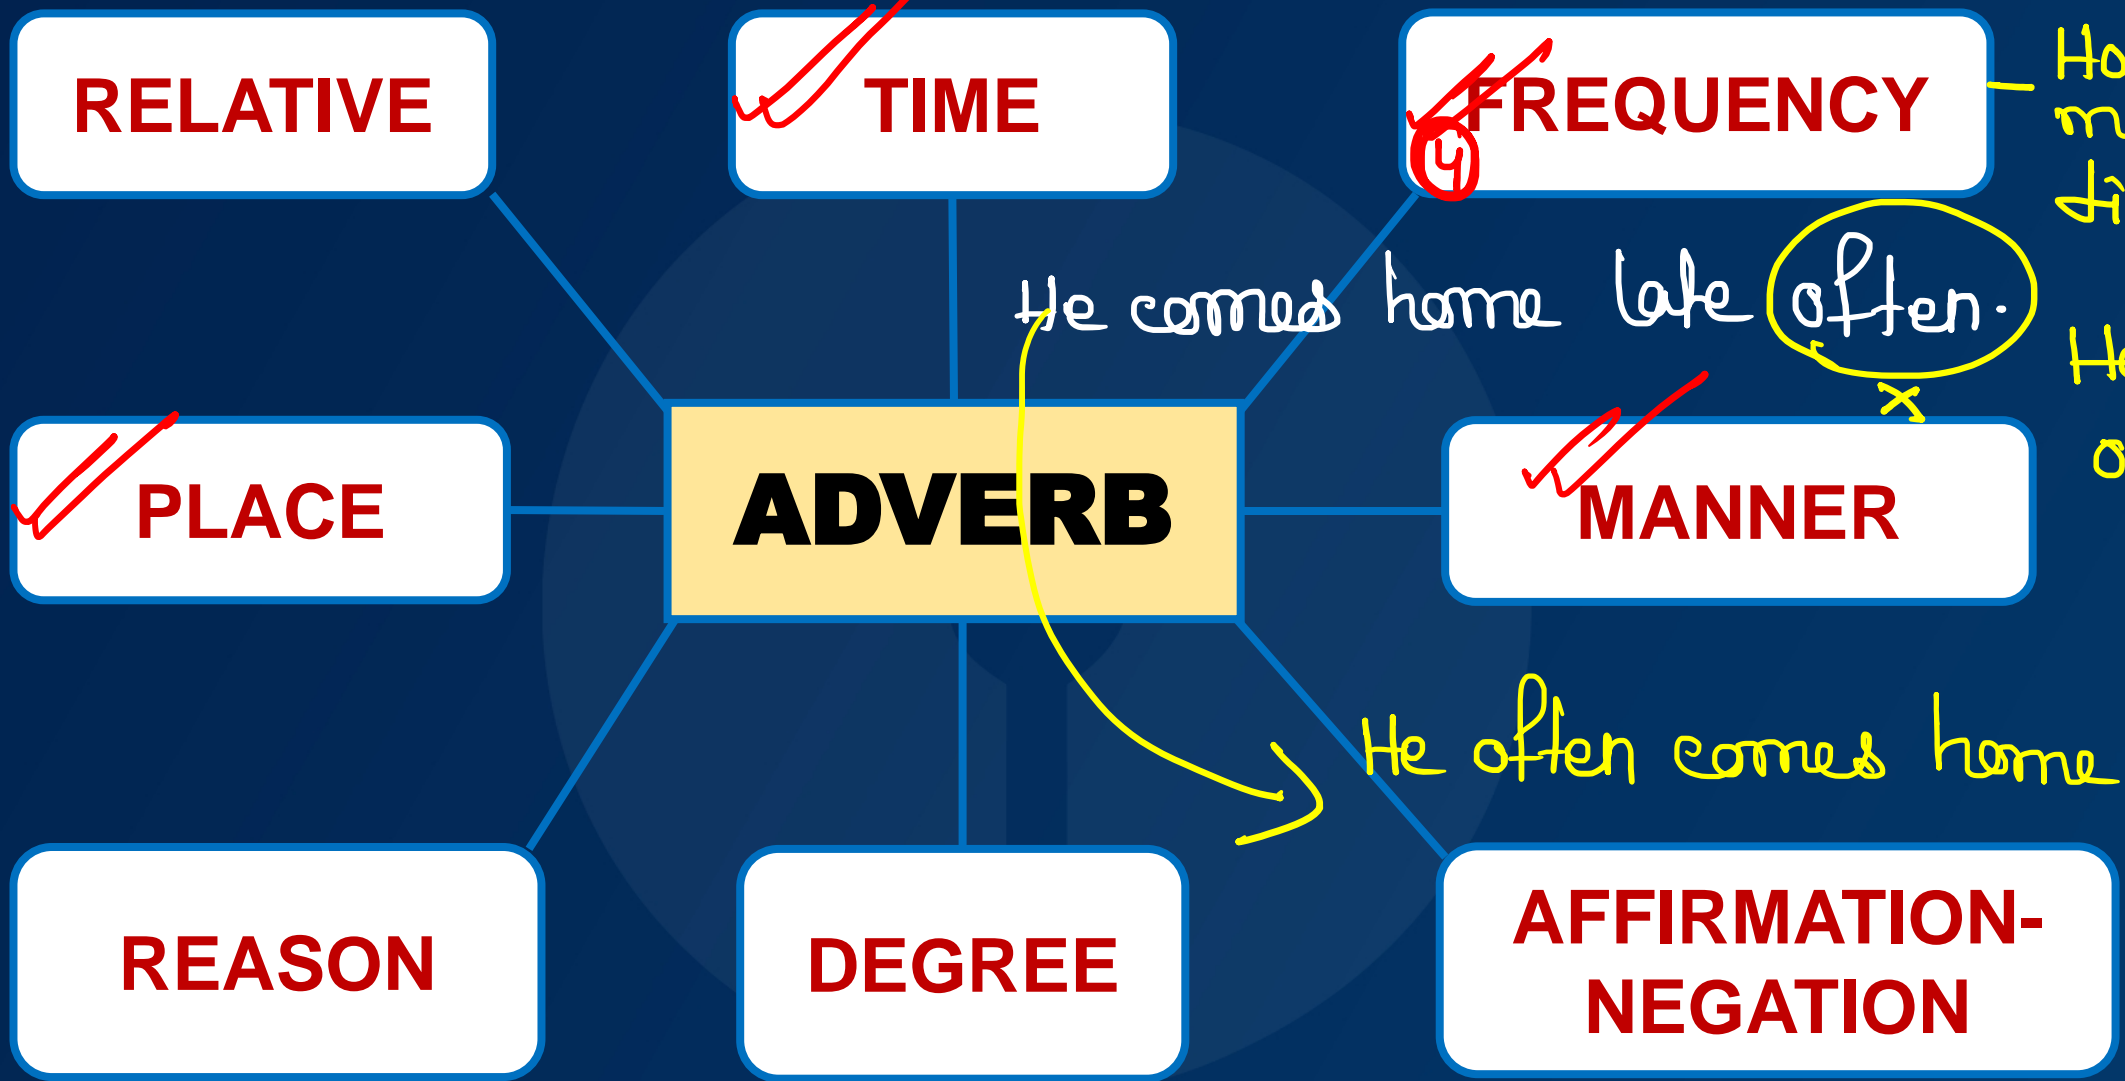 RELATIVE
TIME
FREQUENCY
4
He comes home late often.
x
PLACE
ADVERB
MANNER
He often comes home
REASON
DEGREE
AFFIRMATION-
NEGATION